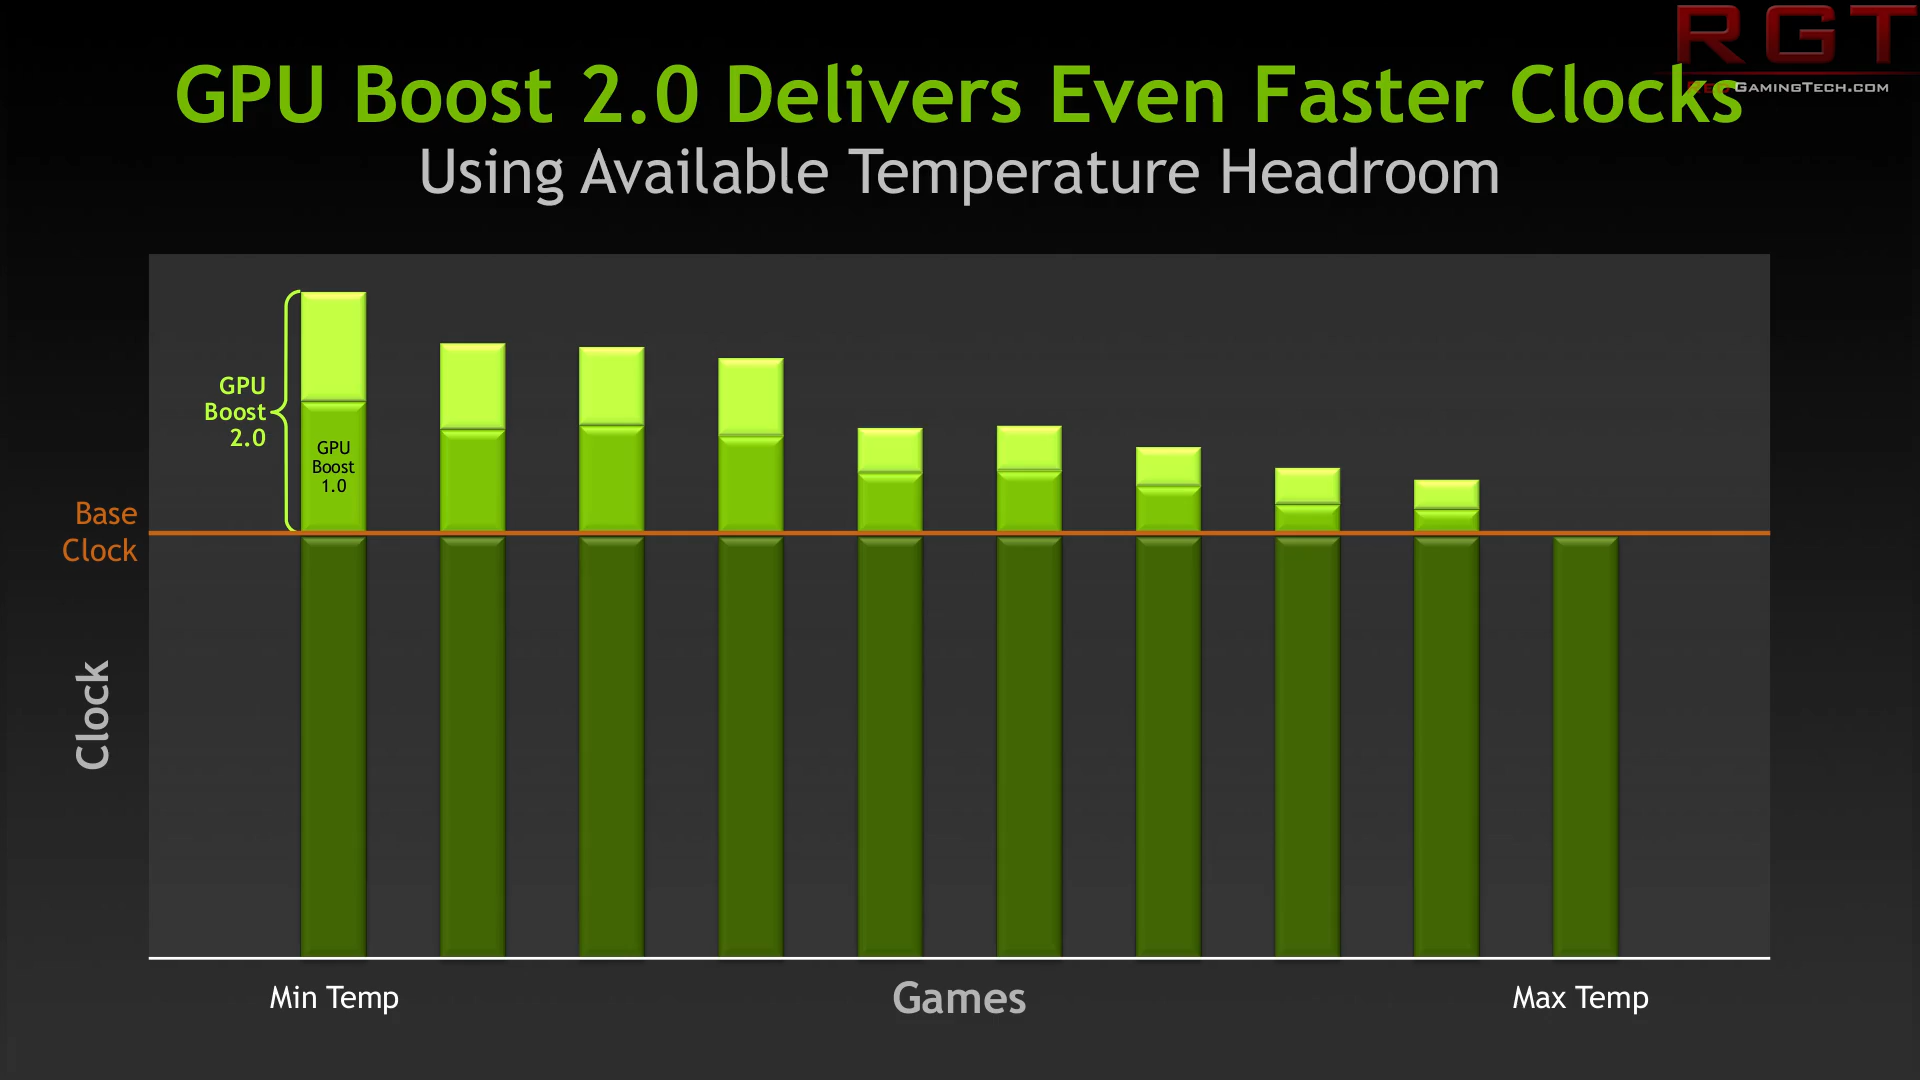 RGT
GamingTech.com
GPU Boost 2.0 Delivers Even Faster Clocks
Using Available Temperature Headroom
GPU
Boost
2.0
GPU
Boost
1.0
Base
Clock
Clock
Min Temp
Games
Max Temp